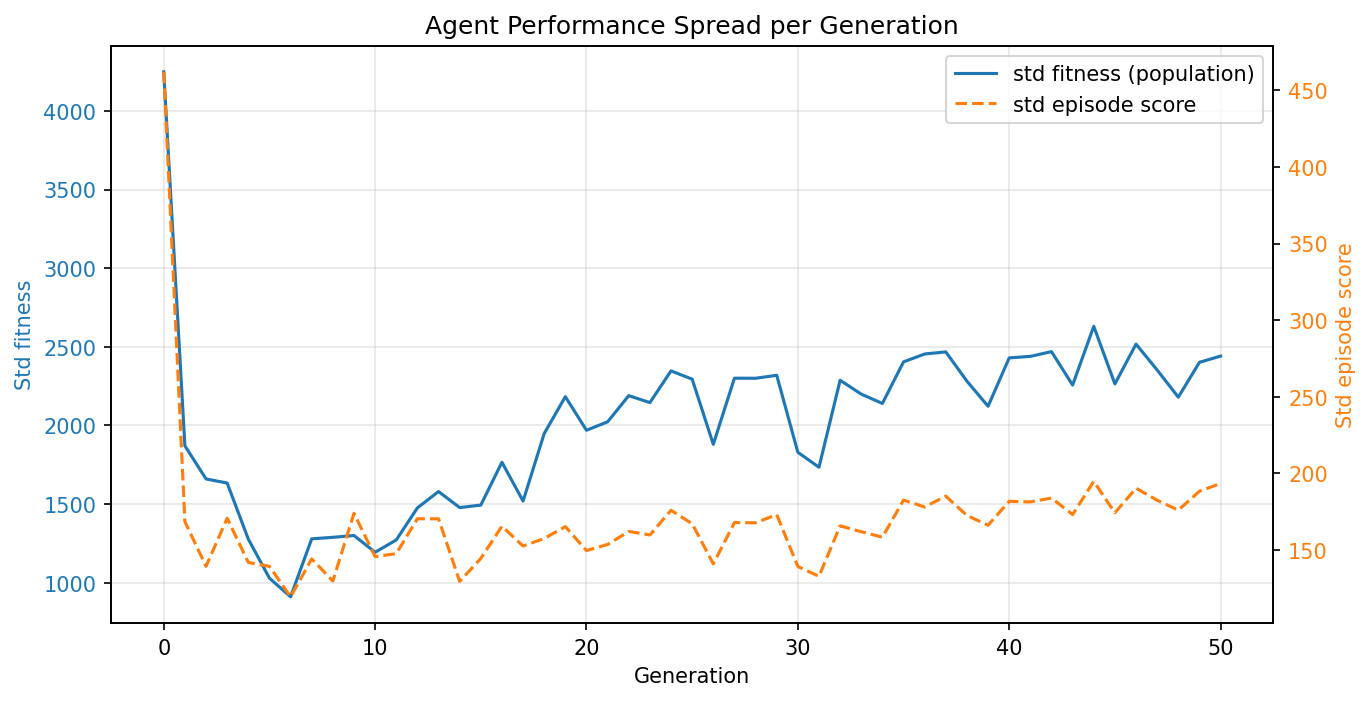 Agent Performance Spread per Generation
std fitness (population)
std episode score
4000
3500
3000
2500
2000
1500
1000
Std fitness
450
400
350
300
250
200
150
Std episode score
0 10 20 30 40 50
Generation